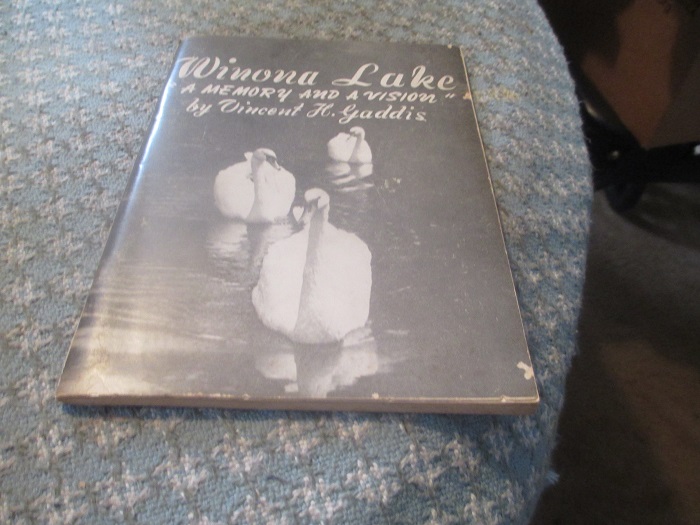 Winona Lake
"A MEMORY AND A VISION"
by Vincent H. Gaddis